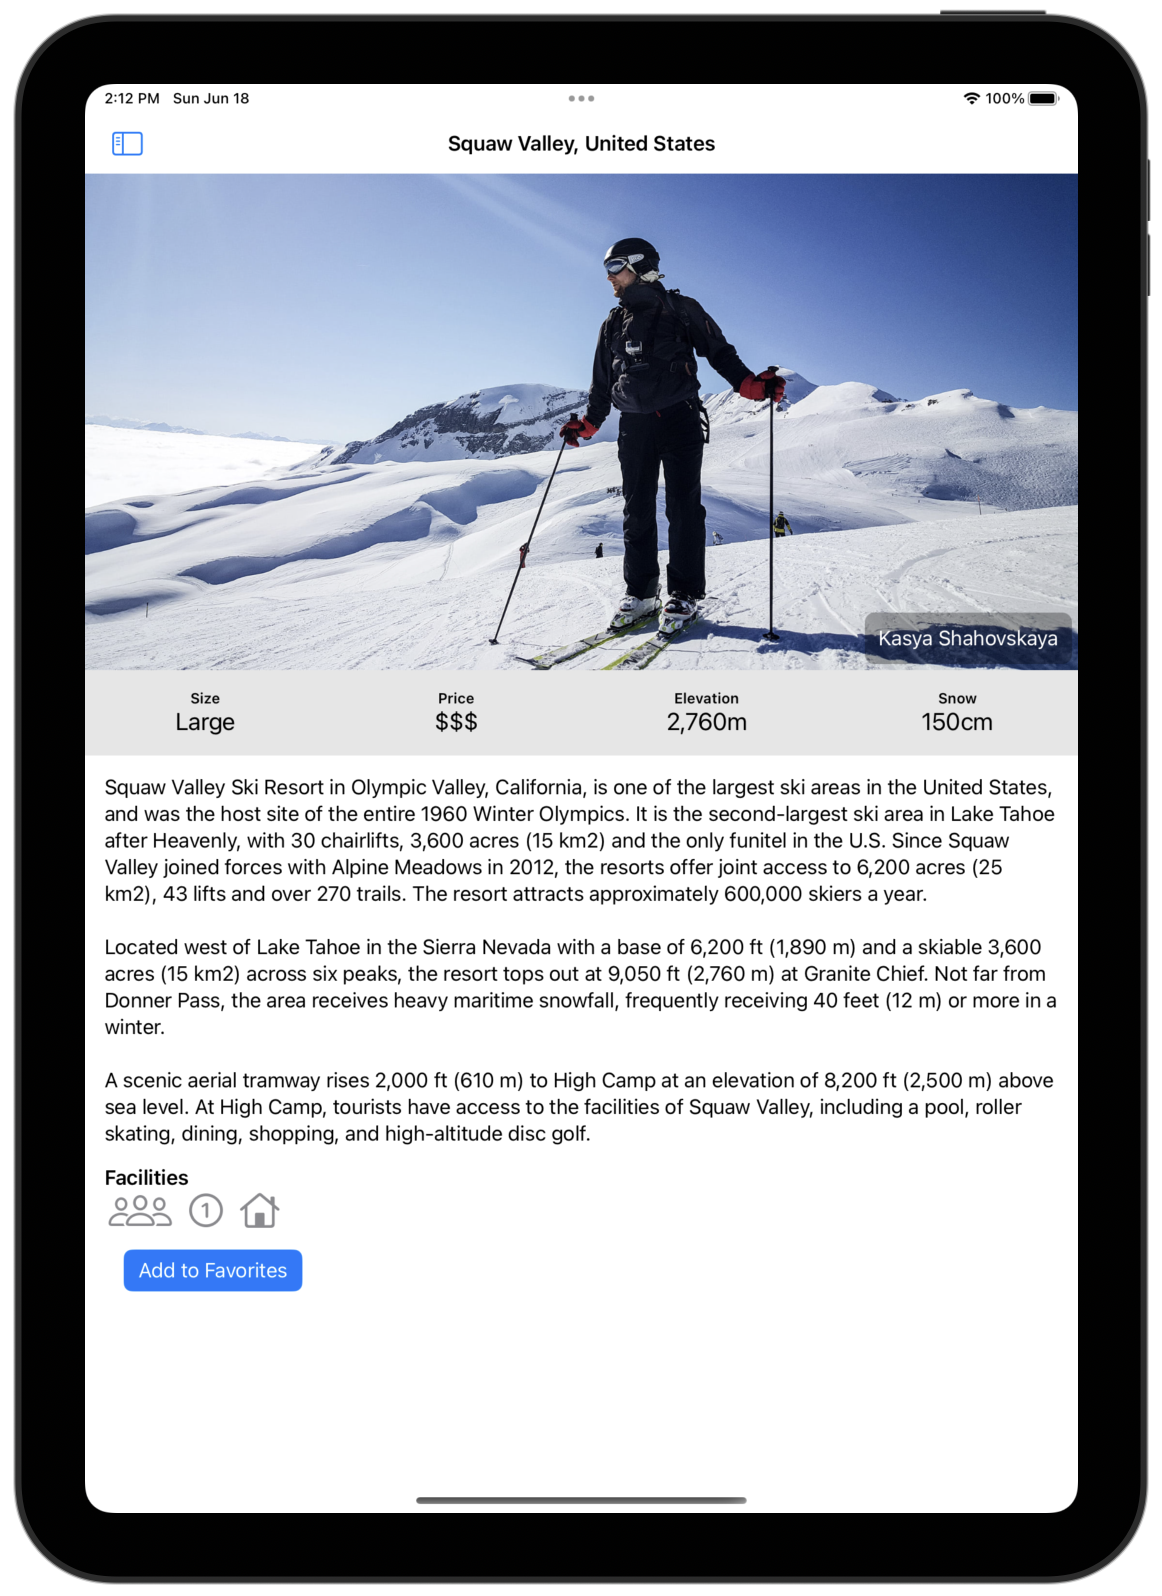 2:12 PM Sun Jun 18
100%
Squaw Valley, United States
Kasya Shahovskaya
Size
Large
Price
$$$
Elevation
2,760m
Snow
150cm
Squaw Valley Ski Resort in Olympic Valley, California, is one of the largest ski areas in the United States,
and was the host site of the entire 1960 Winter Olympics. It is the second-largest ski area in Lake Tahoe
after Heavenly, with 30 chairlifts, 3,600 acres (15 km2) and the only funitel in the U.S. Since Squaw
Valley joined forces with Alpine Meadows in 2012, the resorts offer joint access to 6,200 acres (25
km2), 43 lifts and over 270 trails. The resort attracts approximately 600,000 skiers a year.
Located west of Lake Tahoe in the Sierra Nevada with a base of 6,200 ft (1,890 m) and a skiable 3,600
acres (15 km2) across six peaks, the resort tops out at 9,050 ft (2,760 m) at Granite Chief. Not far from
Donner Pass, the area receives heavy maritime snowfall, frequently receiving 40 feet (12 m) or more in a
winter.
A scenic aerial tramway rises 2,000 ft (610 m) to High Camp at an elevation of 8,200 ft (2,500 m) above
sea level. At High Camp, tourists have access to the facilities of Squaw Valley, including a pool, roller
skating, dining, shopping, and high-altitude disc golf.
Facilities
1
Add to Favorites